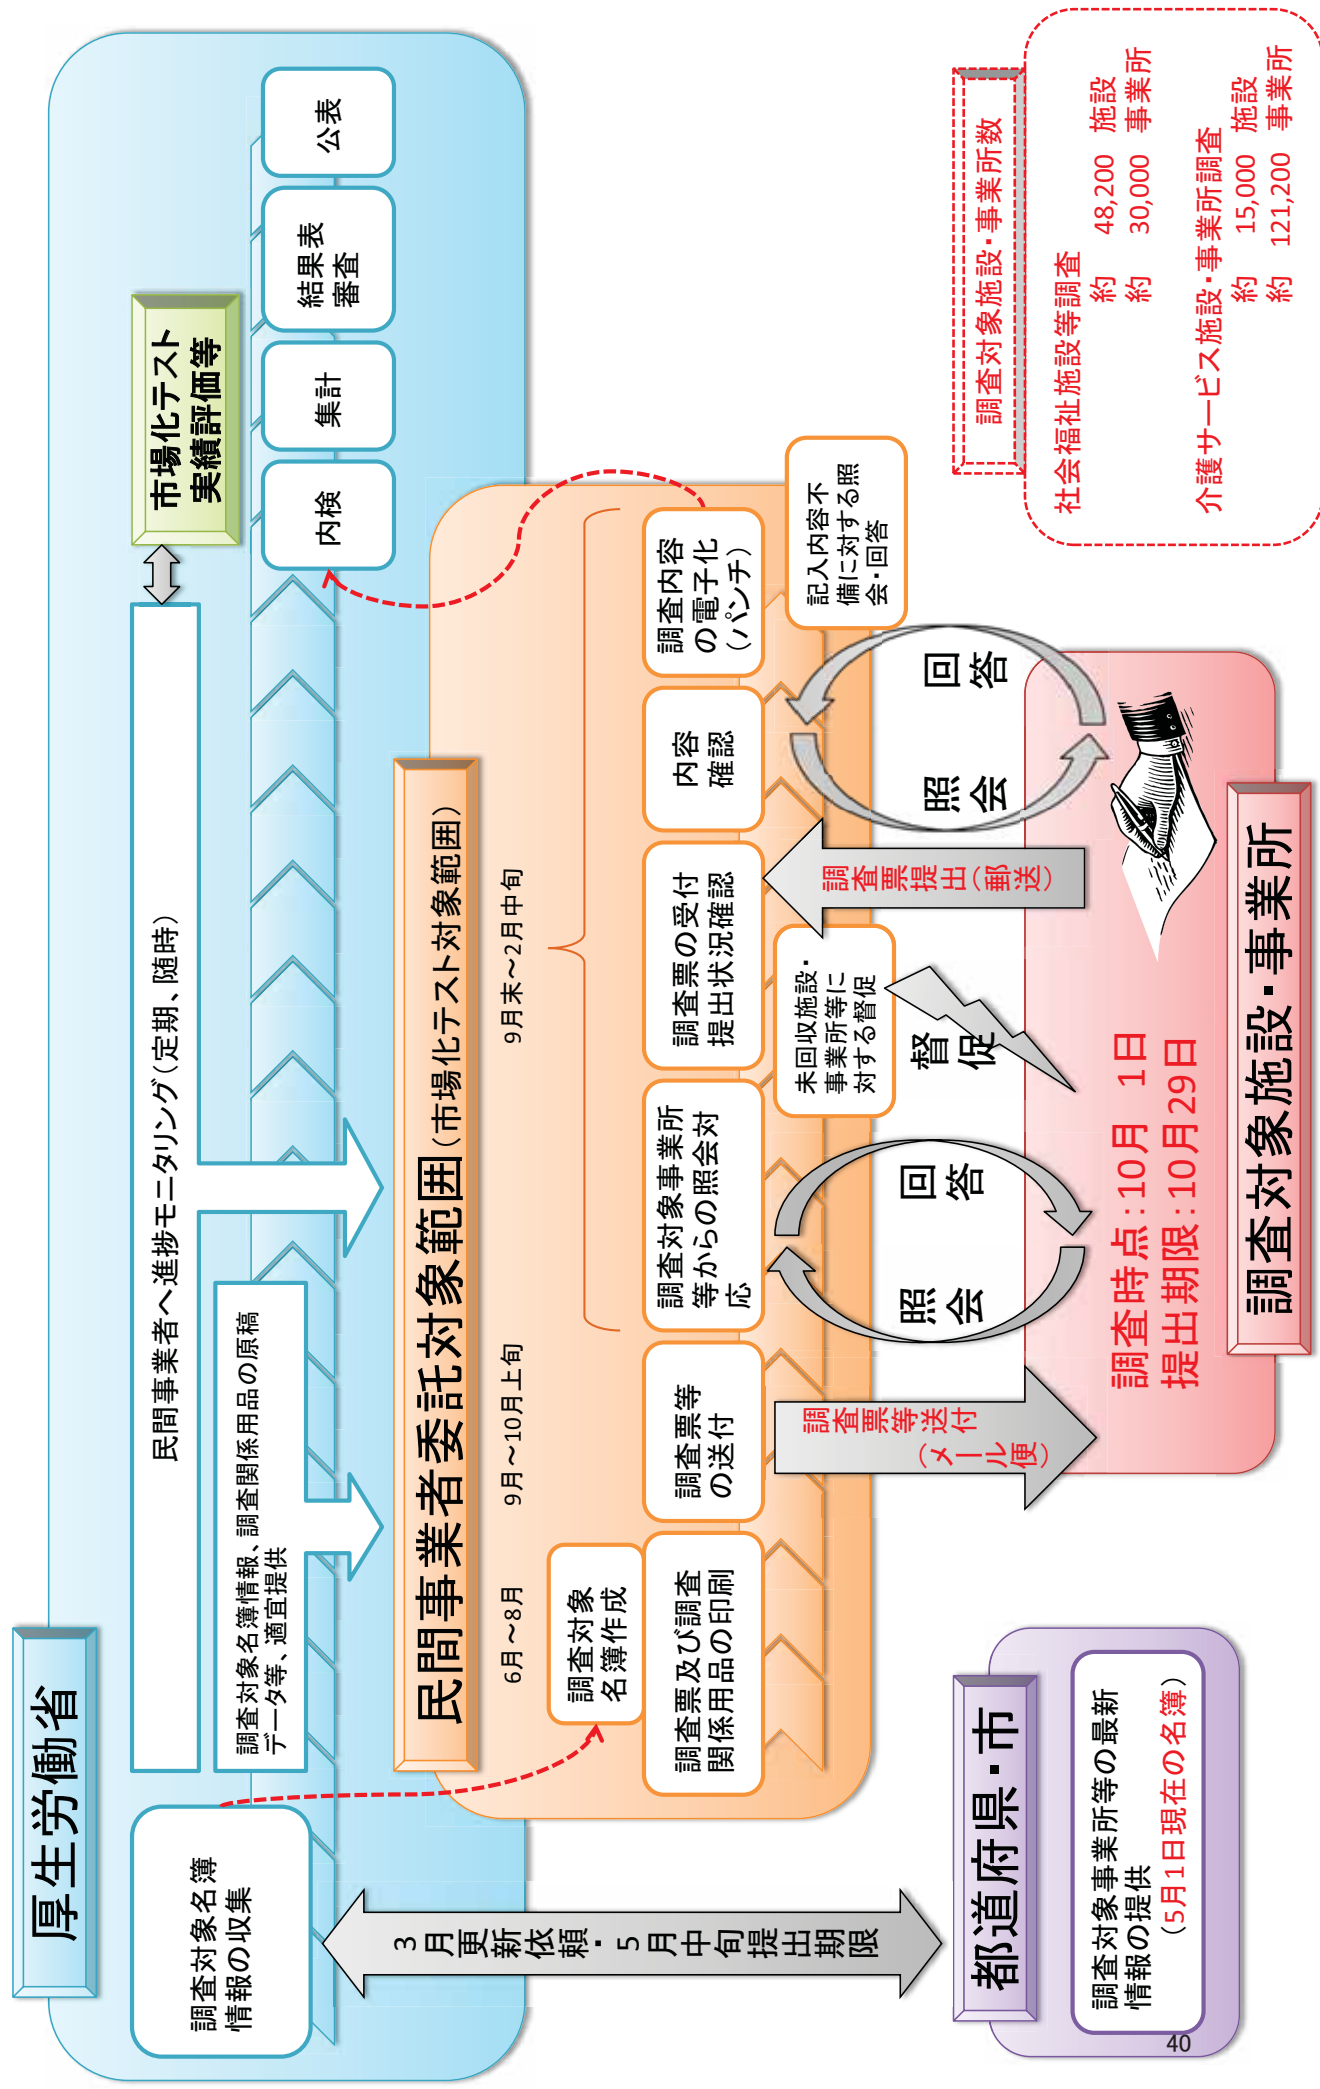 厚生労働省
調査対象名簿
情報の収集
民間事業者へ進捗モニタリング（定期、随時）
市場化テスト
実績評価等
調査対象名簿情報、調査関係用品の原稿
データ等、適宜提供
内検
集計
結果表
審査
公表
民間事業者委託対象範囲（市場化テスト対象範囲）
6月～8月
9月～10月上旬
9月末～2月中旬
調査対象
名簿作成
調査票及び調査
関係用品の印刷
調査票等
の送付
調査対象事業所
等からの照会対
応
調査票の受付
提出状況確認
内容
確認
調査内容
の電子化
（パンチ）
未回収施設・
事業所等に
対する督促
記入内容不
備に対する照
会・回答
3月更新依頼・5月中旬提出期限
調査票等送付
（メール便）
照会
回答
督促
調査票提出（郵送）
照会
回答
都道府県・市
調査対象事業所等の最新
情報の提供
（5月1日現在の名簿）
調査時点：10月 1日
提出期限：10月29日
調査対象施設・事業所
調査対象施設・事業所数
社会福祉施設等調査
約 48,200 施設
約 30,000 事業所
介護サービス施設・事業所調査
約 15,000 施設
約 121,200 事業所
40